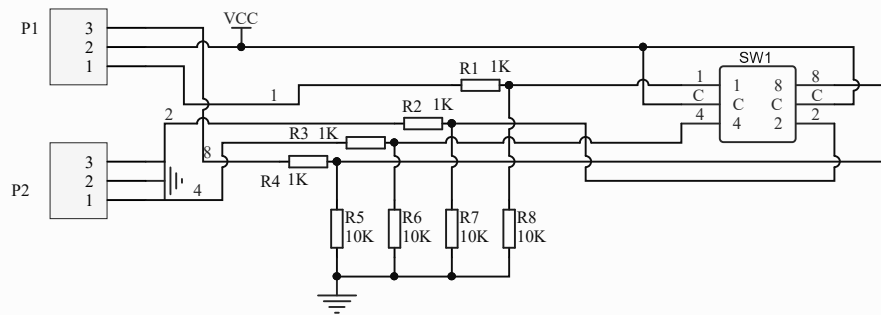 VCC
P1
3
2
1
1
R1 1K
SW1
1 1 8 8
C C C C
4 4 2 2
2
R2 1K
R3 1K
8
R4 1K
P2
3
2
1
4
R5 10K
R6 10K
R7 10K
R8 10K